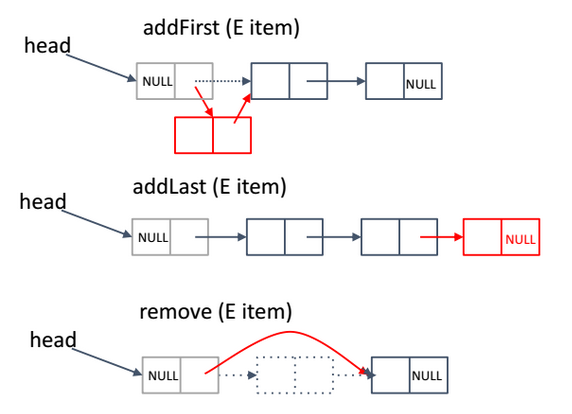 addFirst (E item)
head
NULL
NULL
addLast (E item)
head
NULL
NULL
remove (E item)
head
NULL
NULL